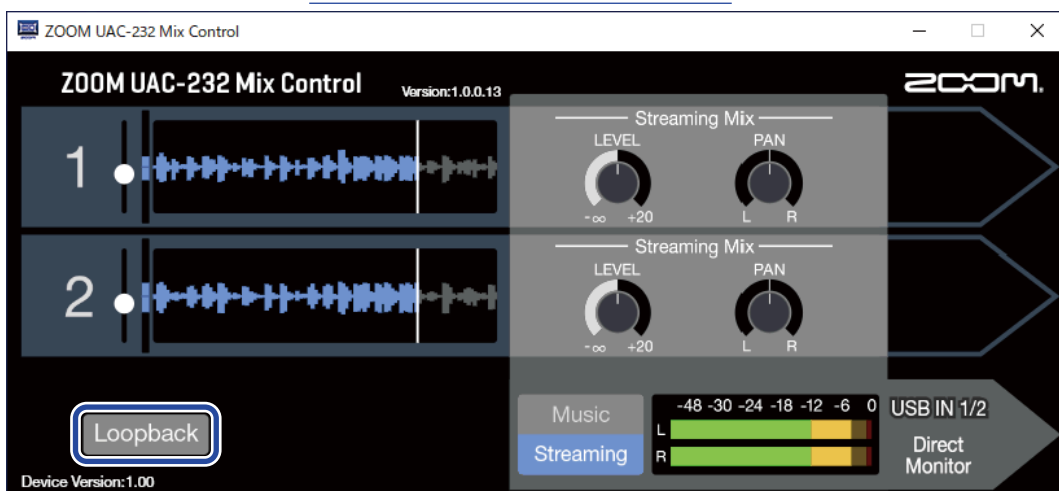 ZOOM UAC-232 Mix Control
ZOOM UAC-232 Mix Control
Version:1.0.0.13
ZOOM.
1
Streaming Mix
LEVEL
PAN
-∞ +20
L R
2
Streaming Mix
LEVEL
PAN
-∞ +20
L R
Loopback
Music
Streaming
-48 -30 -24 -18 -12 -6 0
L
R
USB IN 1/2
Direct
Monitor
Device Version:1.00